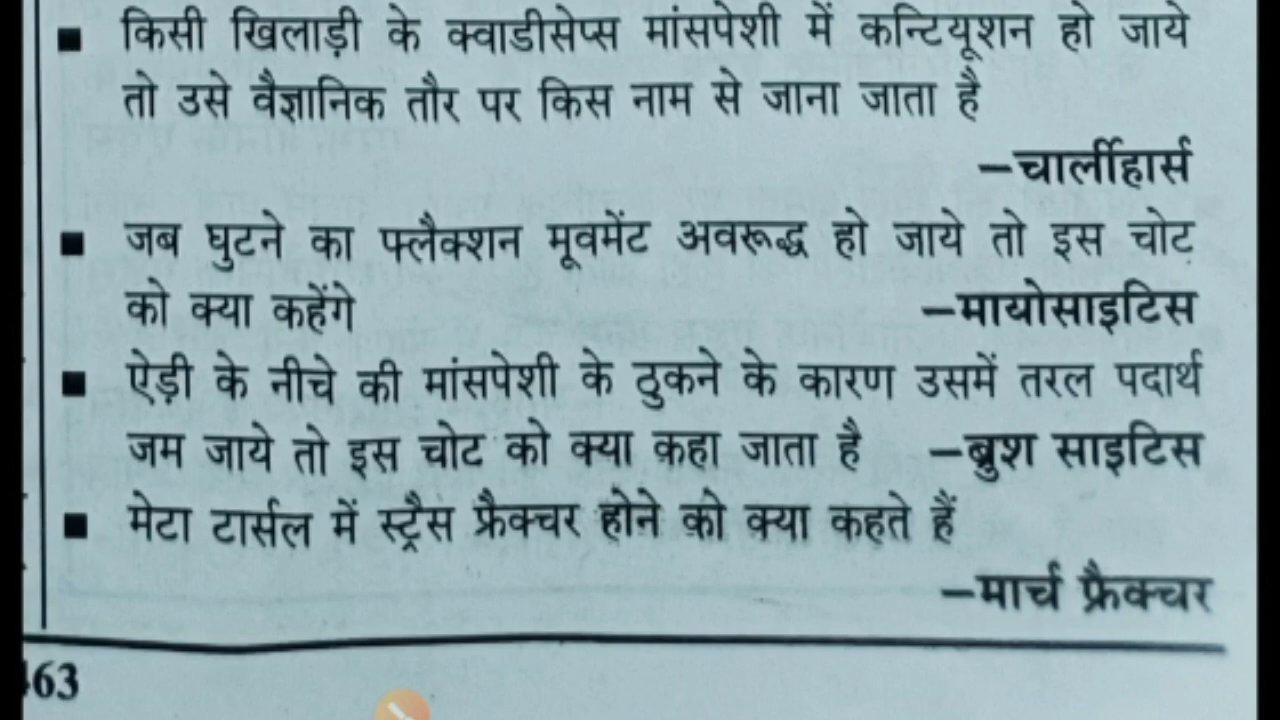 ■ किसी खिलाड़ी के क्वाडीसेप्स मांसपेशी में कन्टियूशन हो जाये
तो उसे वैज्ञानिक तौर पर किस नाम से जाना जाता है
–चार्लीहार्स
■ जब घुटने का फ्लैक्शन मूवमेंट अवरूद्ध हो जाये तो इस चोट
को क्या कहेंगे –मायोसाइटिस
■ ऐड़ी के नीचे की मांसपेशी के ठुकने के कारण उसमें तरल पदार्थ
जम जाये तो इस चोट को क्या कहा जाता है –ब्रुश साइटिस
■ मेटा टार्सल में स्ट्रैस फ्रैक्चर होने को क्या कहते हैं
–मार्च फ्रैक्चर
63